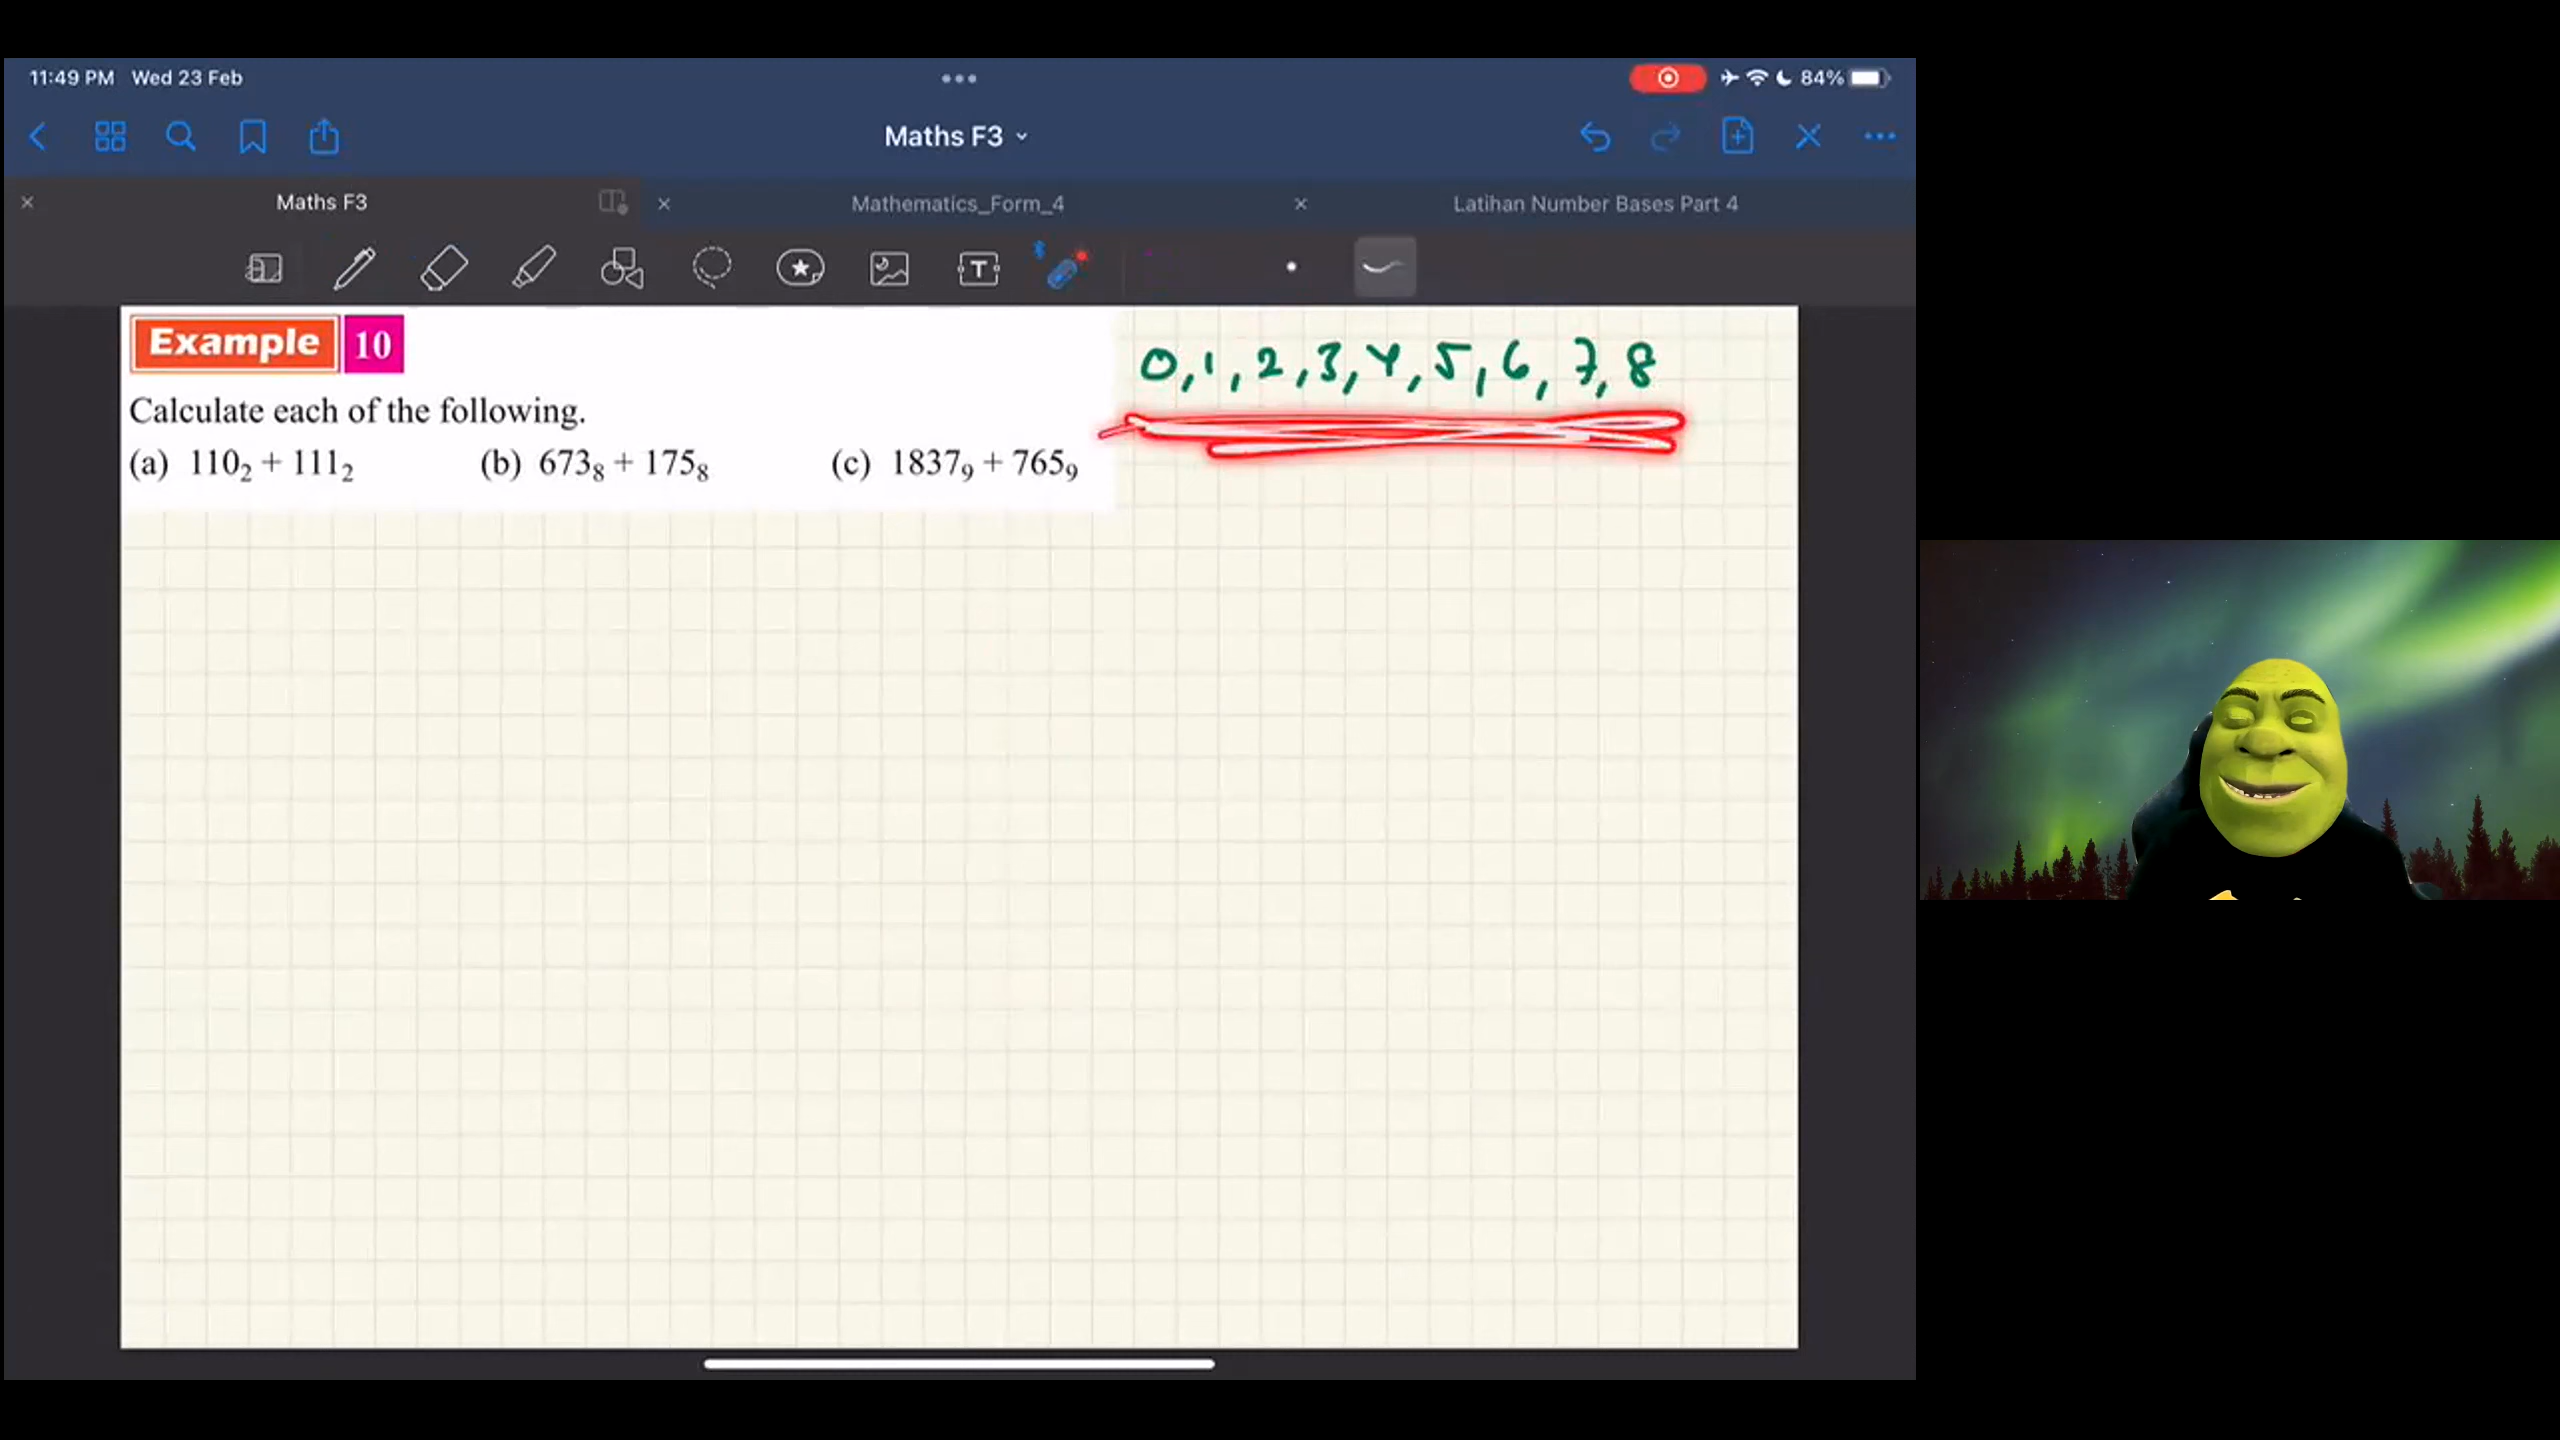 11:49 PM Wed 23 Feb
84%
Maths F3
Maths F3
Mathematics_Form_4
Latihan Number Bases Part 4
T
Example 10
0, 1, 2, 3, 4, 5, 6, 7, 8
Calculate each of the following.
(a) 110₂ + 111₂ (b) 673₈ + 175₈ (c) 1837₉ + 765₉